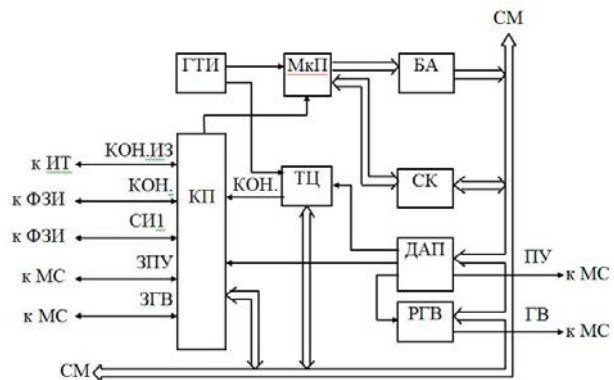 СМ
ГТИ
МкП
БА
КОН.ИЗ
к ИТ
КОН.
к ФЗИ
КП
КОН.
ТЦ
СК
СИ1
к ФЗИ
ДАП
ПУ
ЗПУ
к МС
к МС
ЗГВ
к МС
РГВ
ГВ
к МС
СМ